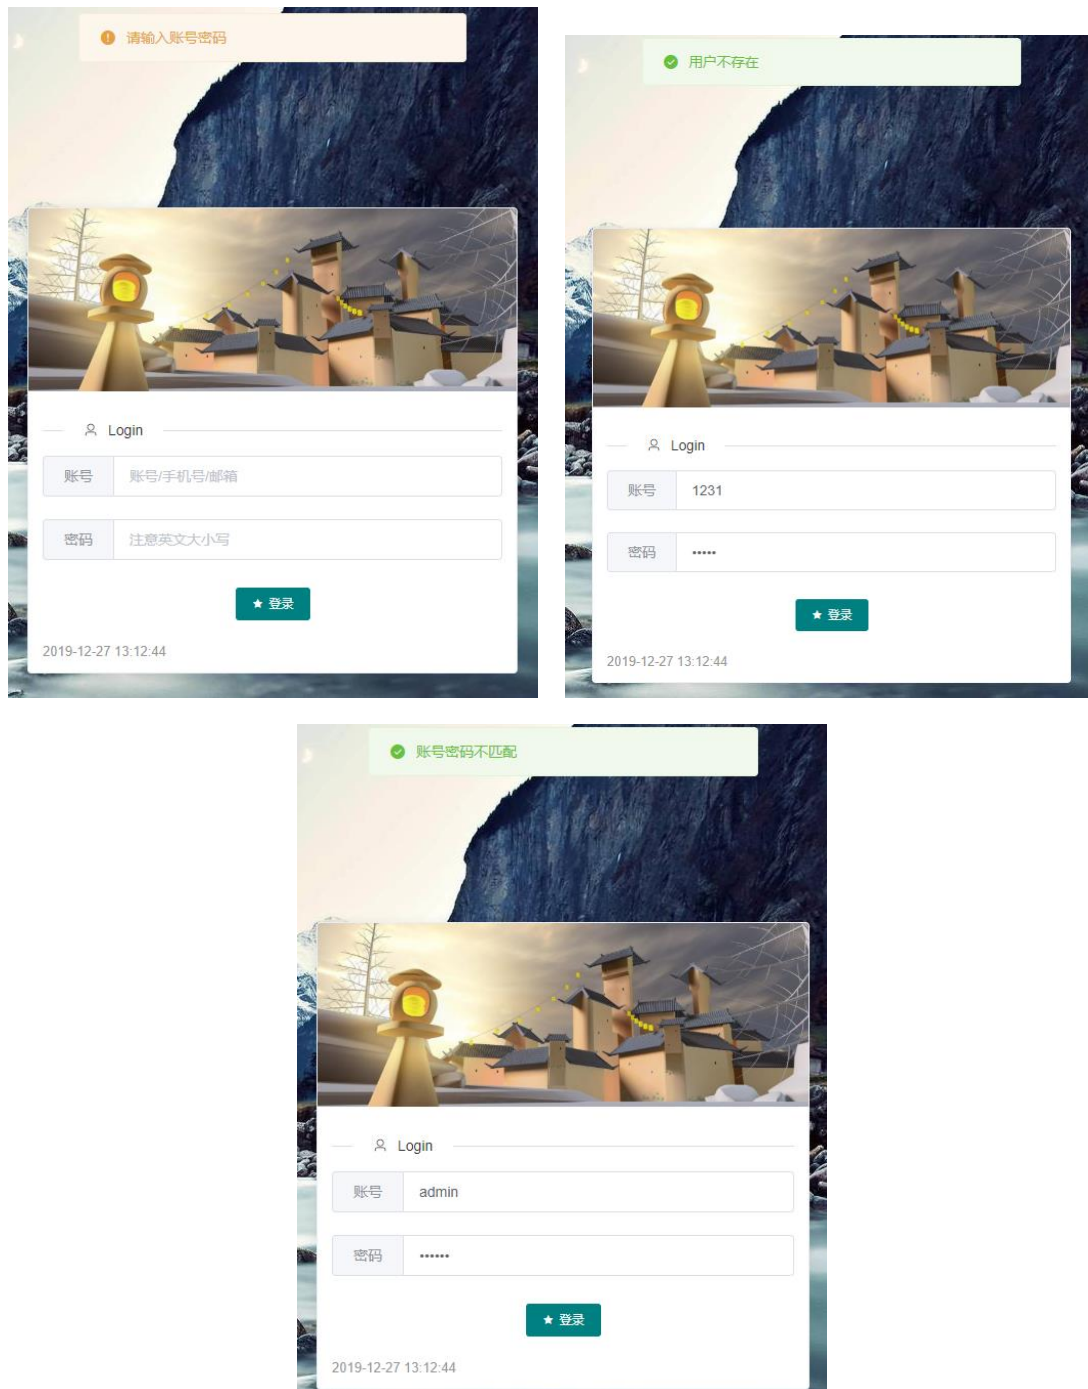 请输入账号密码
Login
账号 账号/手机号/邮箱
密码 注意英文大小写
登录
2019-12-27 13:12:44
用户不存在
Login
账号 1231
密码 •••••
登录
2019-12-27 13:12:44
账号密码不匹配
Login
账号 admin
密码 ••••••
登录
2019-12-27 13:12:44